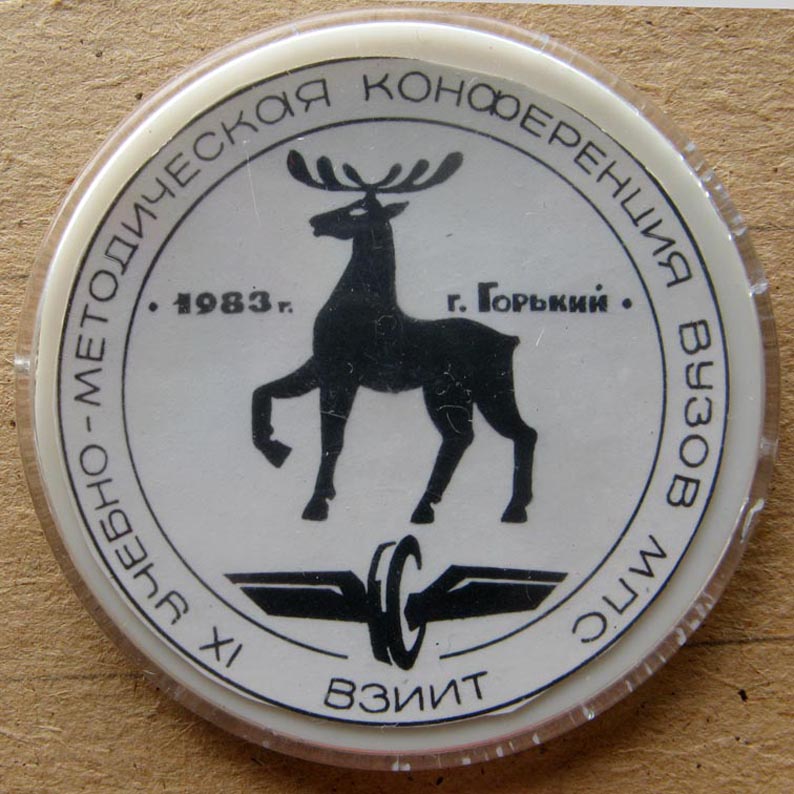 IX УЧЕБНО-МЕТОДИЧЕСКАЯ КОНФЕРЕНЦИЯ ВУЗОВ МПС
• 1983 г. г. Горький •
ВЗИИТ